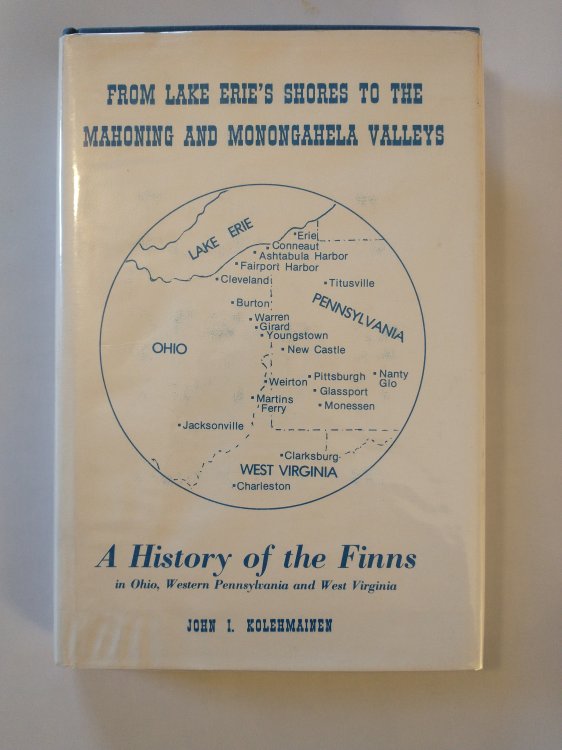 FROM LAKE ERIE'S SHORES TO THE
MAHONING AND MONONGAHELA VALLEYS
LAKE ERIE
Erie
Conneaut
Ashtabula Harbor
Fairport Harbor
Cleveland
Titusville
Burton
PENNSYLVANIA
Warren
Girard
Youngstown
OHIO
New Castle
Weirton
Pittsburgh
Nanty
Glo
Glassport
Martins
Ferry
Monessen
Jacksonville
Clarksburg
WEST VIRGINIA
Charleston
A History of the Finns
in Ohio, Western Pennsylvania and West Virginia
JOHN I. KOLEHMAINEN